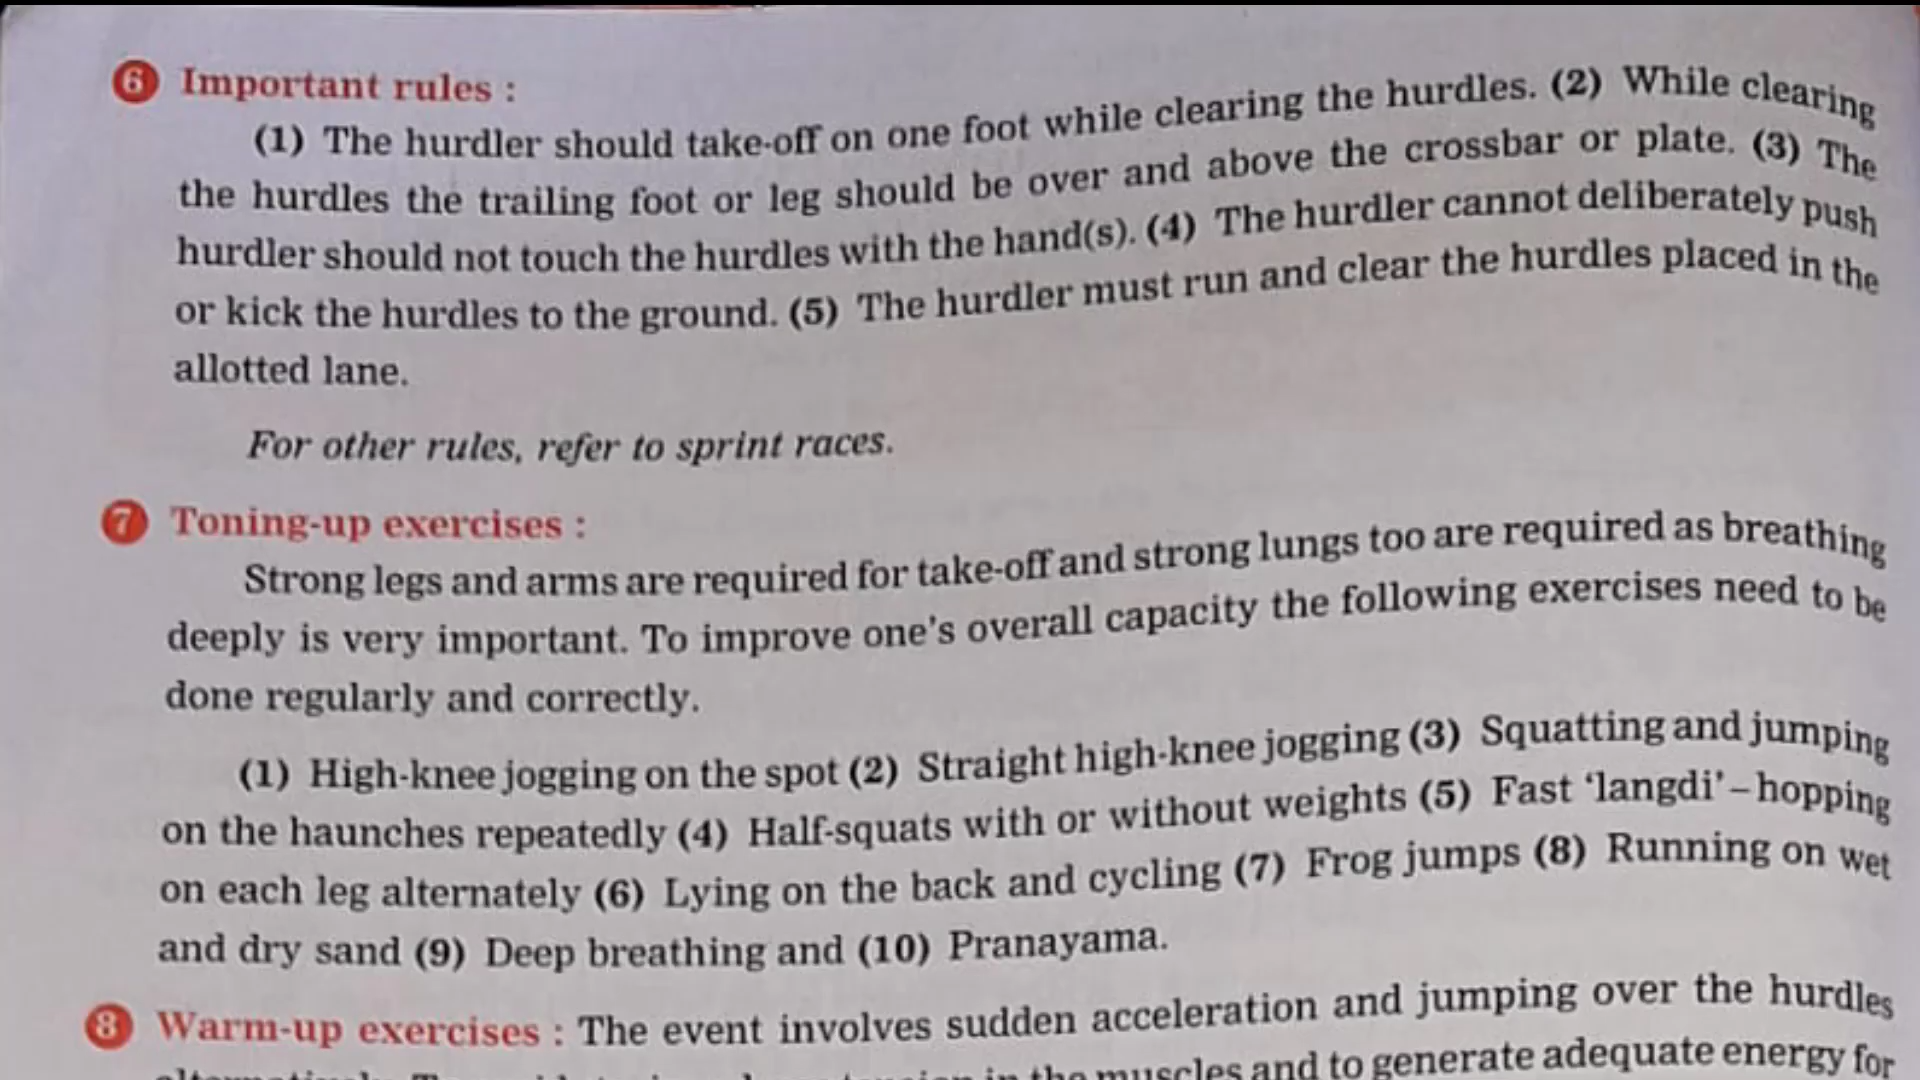 6 Important rules :
(1) The hurdler should take-off on one foot while clearing the hurdles. (2) While clearing
the hurdles the trailing foot or leg should be over and above the crossbar or plate. (3) The
hurdler should not touch the hurdles with the hand(s). (4) The hurdler cannot deliberately push
or kick the hurdles to the ground. (5) The hurdler must run and clear the hurdles placed in the
allotted lane.
For other rules, refer to sprint races.
7 Toning-up exercises :
Strong legs and arms are required for take-off and strong lungs too are required as breathing
deeply is very important. To improve one's overall capacity the following exercises need to be
done regularly and correctly.
(1) High-knee jogging on the spot (2) Straight high-knee jogging (3) Squatting and jumping
on the haunches repeatedly (4) Half-squats with or without weights (5) Fast 'langdi' – hopping
on each leg alternately (6) Lying on the back and cycling (7) Frog jumps (8) Running on wet
and dry sand (9) Deep breathing and (10) Pranayama.
8 Warm-up exercises : The event involves sudden acceleration and jumping over the hurdles
in the muscles and to generate adequate energy for